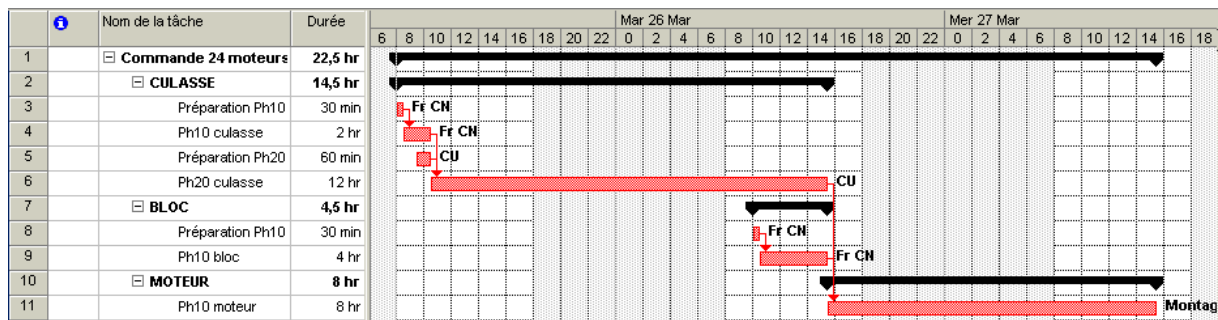 Nom de la tâche Durée Mar 26 Mar Mer 27 Mar
6 8 10 12 14 16 18 20 22 0 2 4 6 8 10 12 14 16 18 20 22 0 2 4 6 8 10 12 14 16 18
1 Commande 24 moteurs 22,5 hr
2 CULASSE 14,5 hr
3 Préparation Ph10 30 min Fr CN
4 Ph10 culasse 2 hr Fr CN
5 Préparation Ph20 60 min CU
6 Ph20 culasse 12 hr CU
7 BLOC 4,5 hr
8 Préparation Ph10 30 min Fr CN
9 Ph10 bloc 4 hr Fr CN
10 MOTEUR 8 hr
11 Ph10 moteur 8 hr Montag